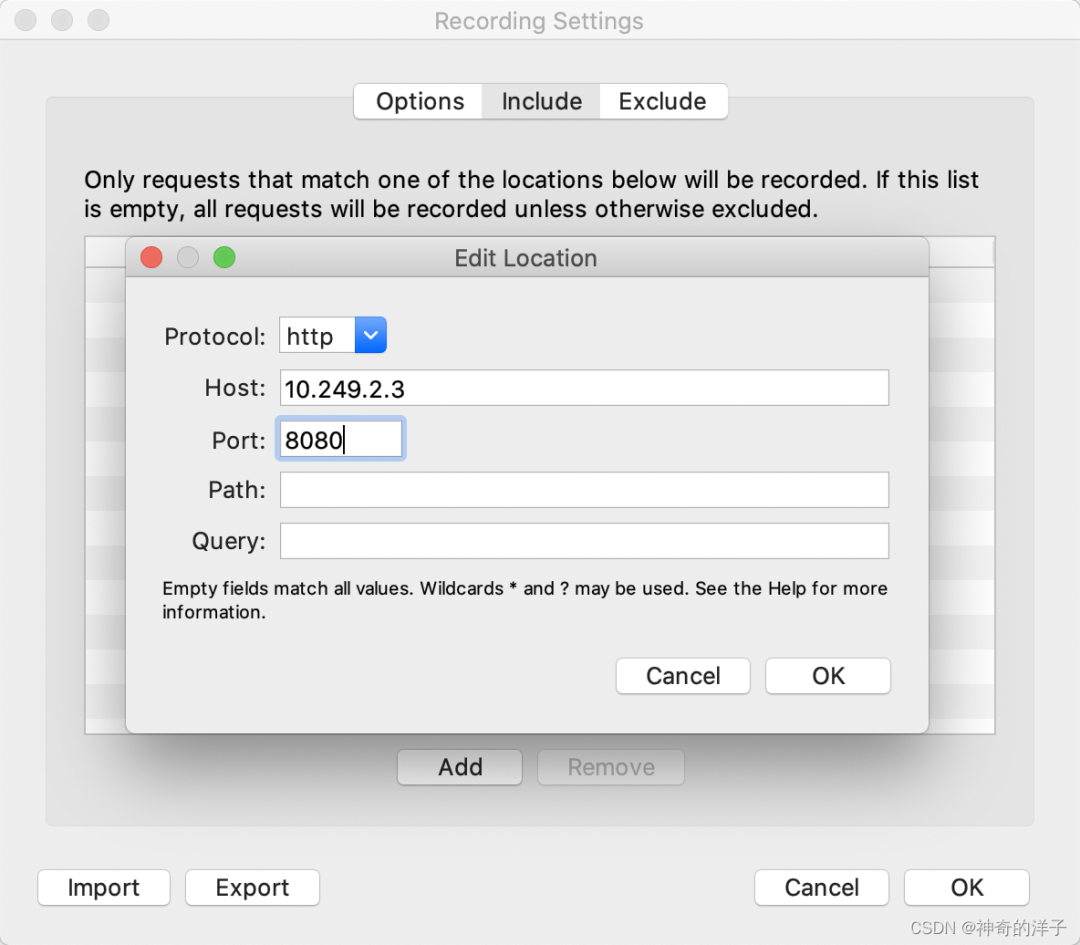 Recording Settings
Options Include Exclude
Only requests that match one of the locations below will be recorded. If this list
is empty, all requests will be recorded unless otherwise excluded.
Edit Location
Protocol: http
Host: 10.249.2.3
Port: 8080
Path:
Query:
Empty fields match all values. Wildcards * and ? may be used. See the Help for more
information.
Cancel OK
Add Remove
Import Export Cancel OK
CSDN @神奇的洋子